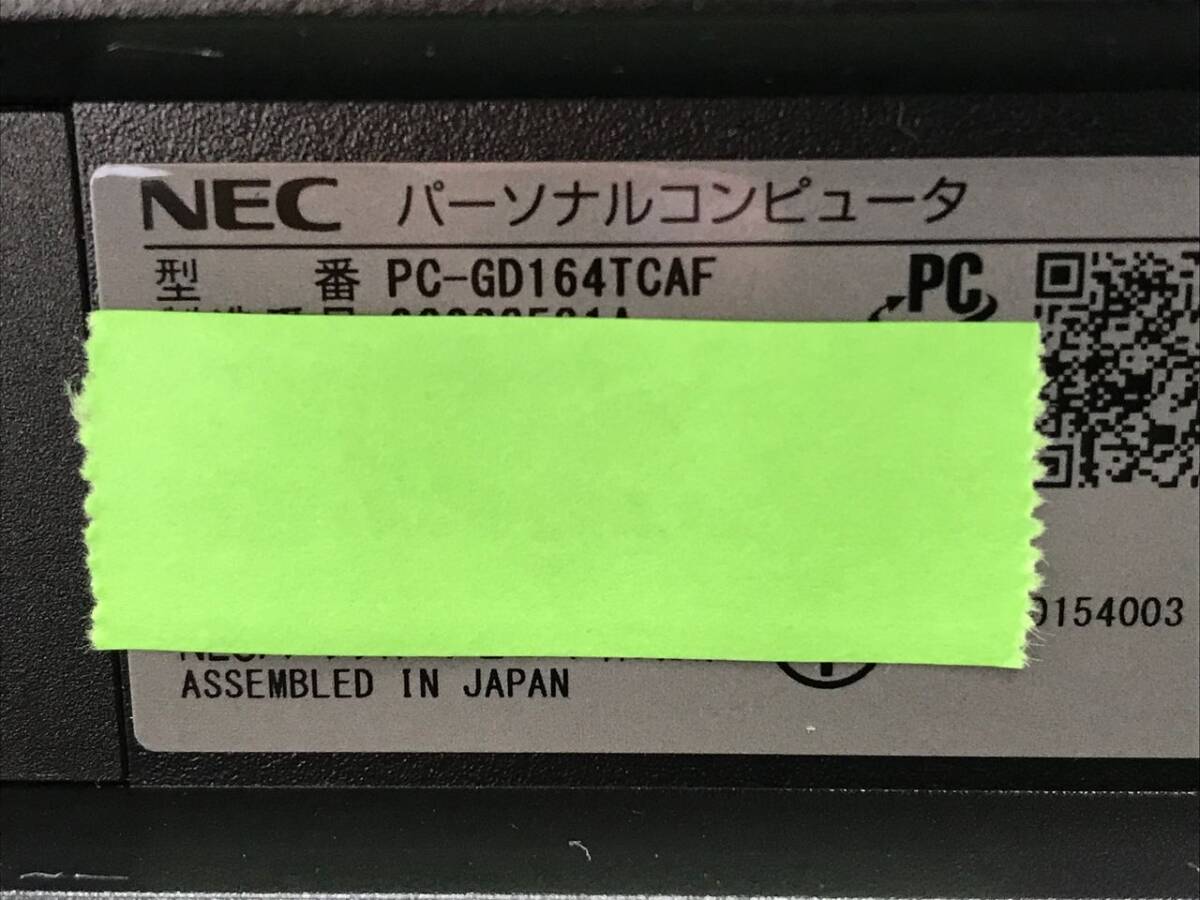 NEC パーソナルコンピュータ
型 番 PC-GD164TCAF
PC
0154003
ASSEMBLED IN JAPAN